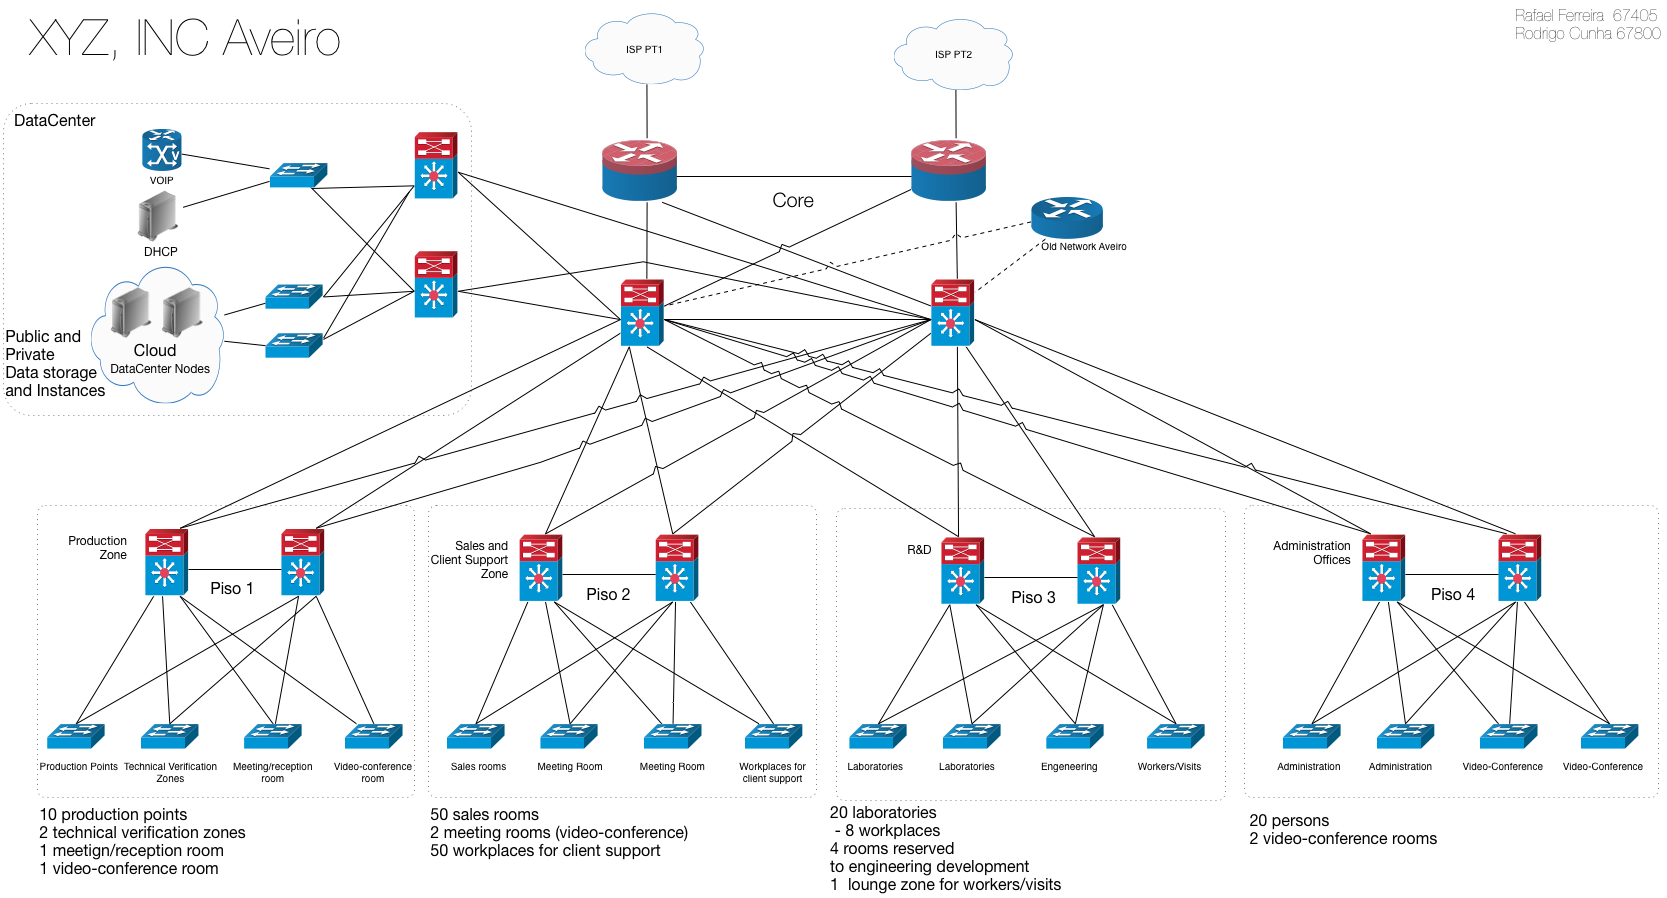 XYZ, INC Aveiro
Rafael Ferreira 67405
Rodrigo Cunha 67800
ISP PT1
ISP PT2
DataCenter
VOIP
V
DHCP
Core
Old Network Aveiro
Public and
Private
Data storage
and Instances
Cloud
DataCenter Nodes
Production
Zone
Piso 1
Sales and
Client Support
Zone
Piso 2
R&D
Piso 3
Administration
Offices
Piso 4
Production Points
Technical Verification
Zones
Meeting/reception
room
Video-conference
room
Sales rooms
Meeting Room
Meeting Room
Workplaces for
client support
Laboratories
Laboratories
Engeneering
Workers/Visits
Administration
Administration
Video-Conference
Video-Conference
10 production points
2 technical verification zones
1 meetign/reception room
1 video-conference room
50 sales rooms
2 meeting rooms (video-conference)
50 workplaces for client support
20 laboratories
- 8 workplaces
4 rooms reserved
to engineering development
1 lounge zone for workers/visits
20 persons
2 video-conference rooms